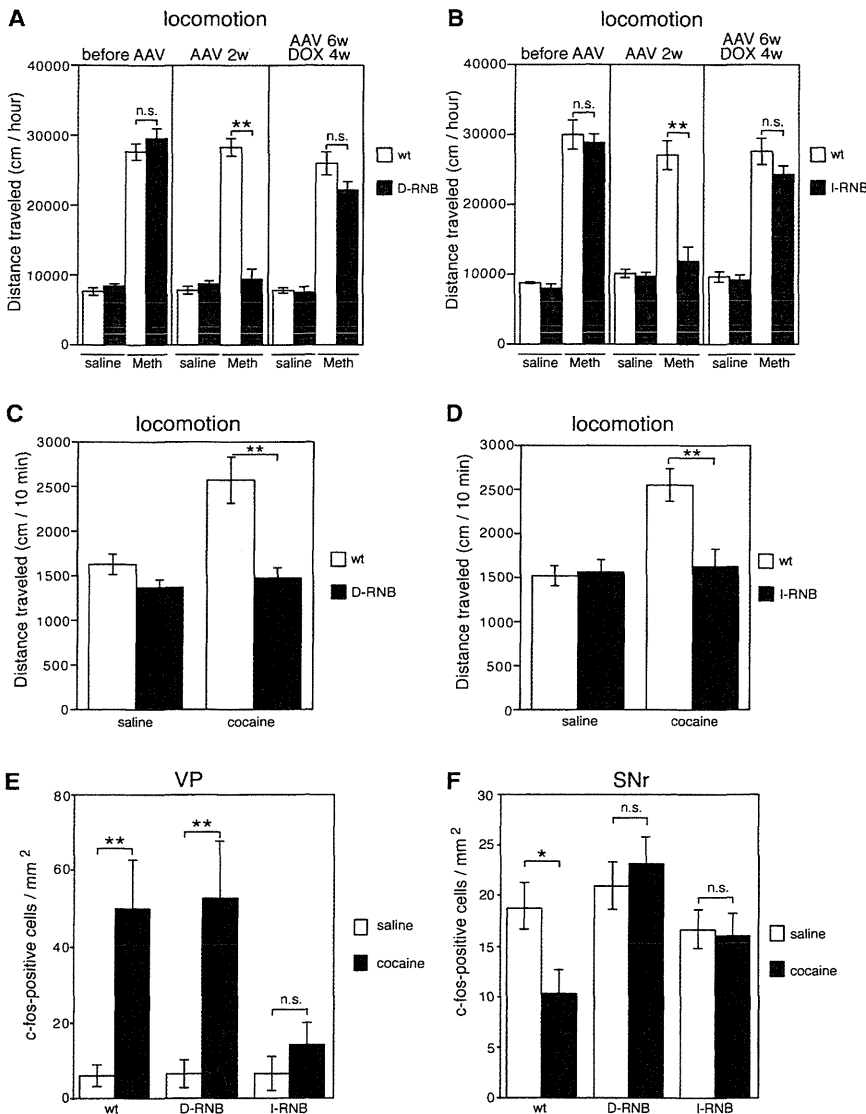 A
locomotion
before AAV
AAV 2w
AAV 6w
DOX 4w
Distance traveled (cm / hour)
40000
30000
20000
10000
0
n.s.
**
n.s.
wt
D-RNB
saline
Meth
saline
Meth
saline
Meth
B
locomotion
before AAV
AAV 2w
AAV 6w
DOX 4w
Distance traveled (cm / hour)
40000
30000
20000
10000
0
n.s.
**
n.s.
wt
I-RNB
saline
Meth
saline
Meth
saline
Meth
C
locomotion
Distance traveled (cm / 10 min)
3000
2500
2000
1500
1000
500
0
**
wt
D-RNB
saline
cocaine
D
locomotion
Distance traveled (cm / 10 min)
3000
2500
2000
1500
1000
500
0
**
wt
I-RNB
saline
cocaine
E
VP
c-fos-positive cells / mm²
80
60
40
20
0
**
**
n.s.
saline
cocaine
wt
D-RNB
I-RNB
F
SNr
c-fos-positive cells / mm²
30
25
20
15
10
5
0
*
n.s.
n.s.
saline
cocaine
wt
D-RNB
I-RNB